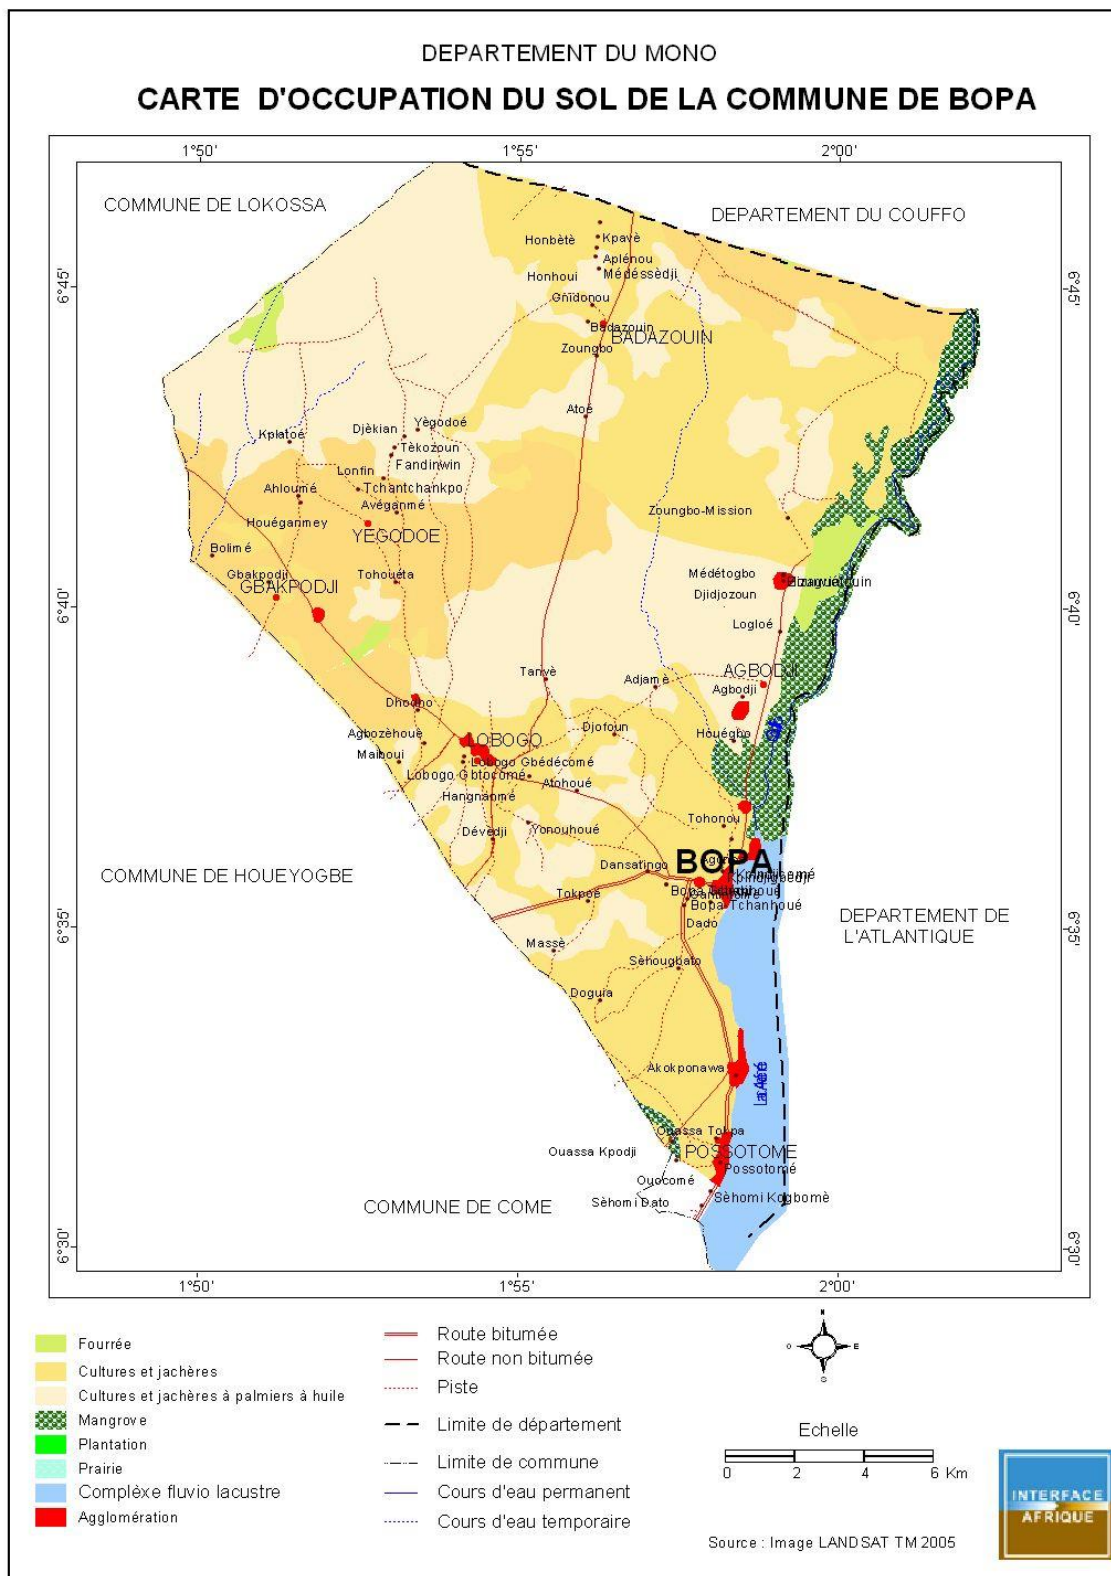 DEPARTEMENT DU MONO
CARTE D'OCCUPATION DU SOL DE LA COMMUNE DE BOPA
1°50'
1°55'
2°00'
COMMUNE DE LOKOSSA
DEPARTEMENT DU COUFFO
Honbètè
Kpavè
Aplénou
Honhoui
Médéssèdji
6°45'
6°45'
Gnïdonou
Badazouin
BADAZOUIN
Zoungbo
Atoé
Yègodoé
Djèkian
Kplatoé
Tèkozoun
Fandinwin
Lonfin
Tchantchankpo
Ahloumé
Avéganmé
Zoungbo-Mission
Houéganmey
YEGODOE
Bolimé
Gbakpodji
Tohouéta
Médétogbo
GBAKPODJI
Djidjozoun
6°40'
6°40'
Logloé
Tanvè
Adjamè
AGBODJI
Agbodji
Dhodho
Djofoun
Agbozèhoué
LOBOGO
Houégbo
Maiboui
Lobogo Gbédécomé
Lobogo Gbtocomé
Atohoué
Hangnanmé
Tohonou
Dévèdji
Yonouhoué
BOPA
Dansatingo
COMMUNE DE HOUEYOGBE
Tokpoé
Bopa Tchanhoué
DEPARTEMENT DE
L'ATLANTIQUE
Dado
6°35'
6°35'
Massè
Sèhougbato
Doguia
Akokponawa
Ouassa Tokpa
Ouassa Kpodji
POSSOTOME
Possotomé
Ouocomé
Sèhomi Kogbomè
Sèhomi Dato
COMMUNE DE COME
6°30'
6°30'
1°50'
1°55'
2°00'
Fourrée
Cultures et jachères
Cultures et jachères à palmiers à huile
Mangrove
Plantation
Prairie
Complèxe fluvio lacustre
Agglomération
Route bitumée
Route non bitumée
Piste
Limite de département
Limite de commune
Cours d'eau permanent
Cours d'eau temporaire
N
O
E
S
Echelle
0
2
4
6 Km
Source : Image LANDSAT TM 2005
INTERFACE
AFRIQUE